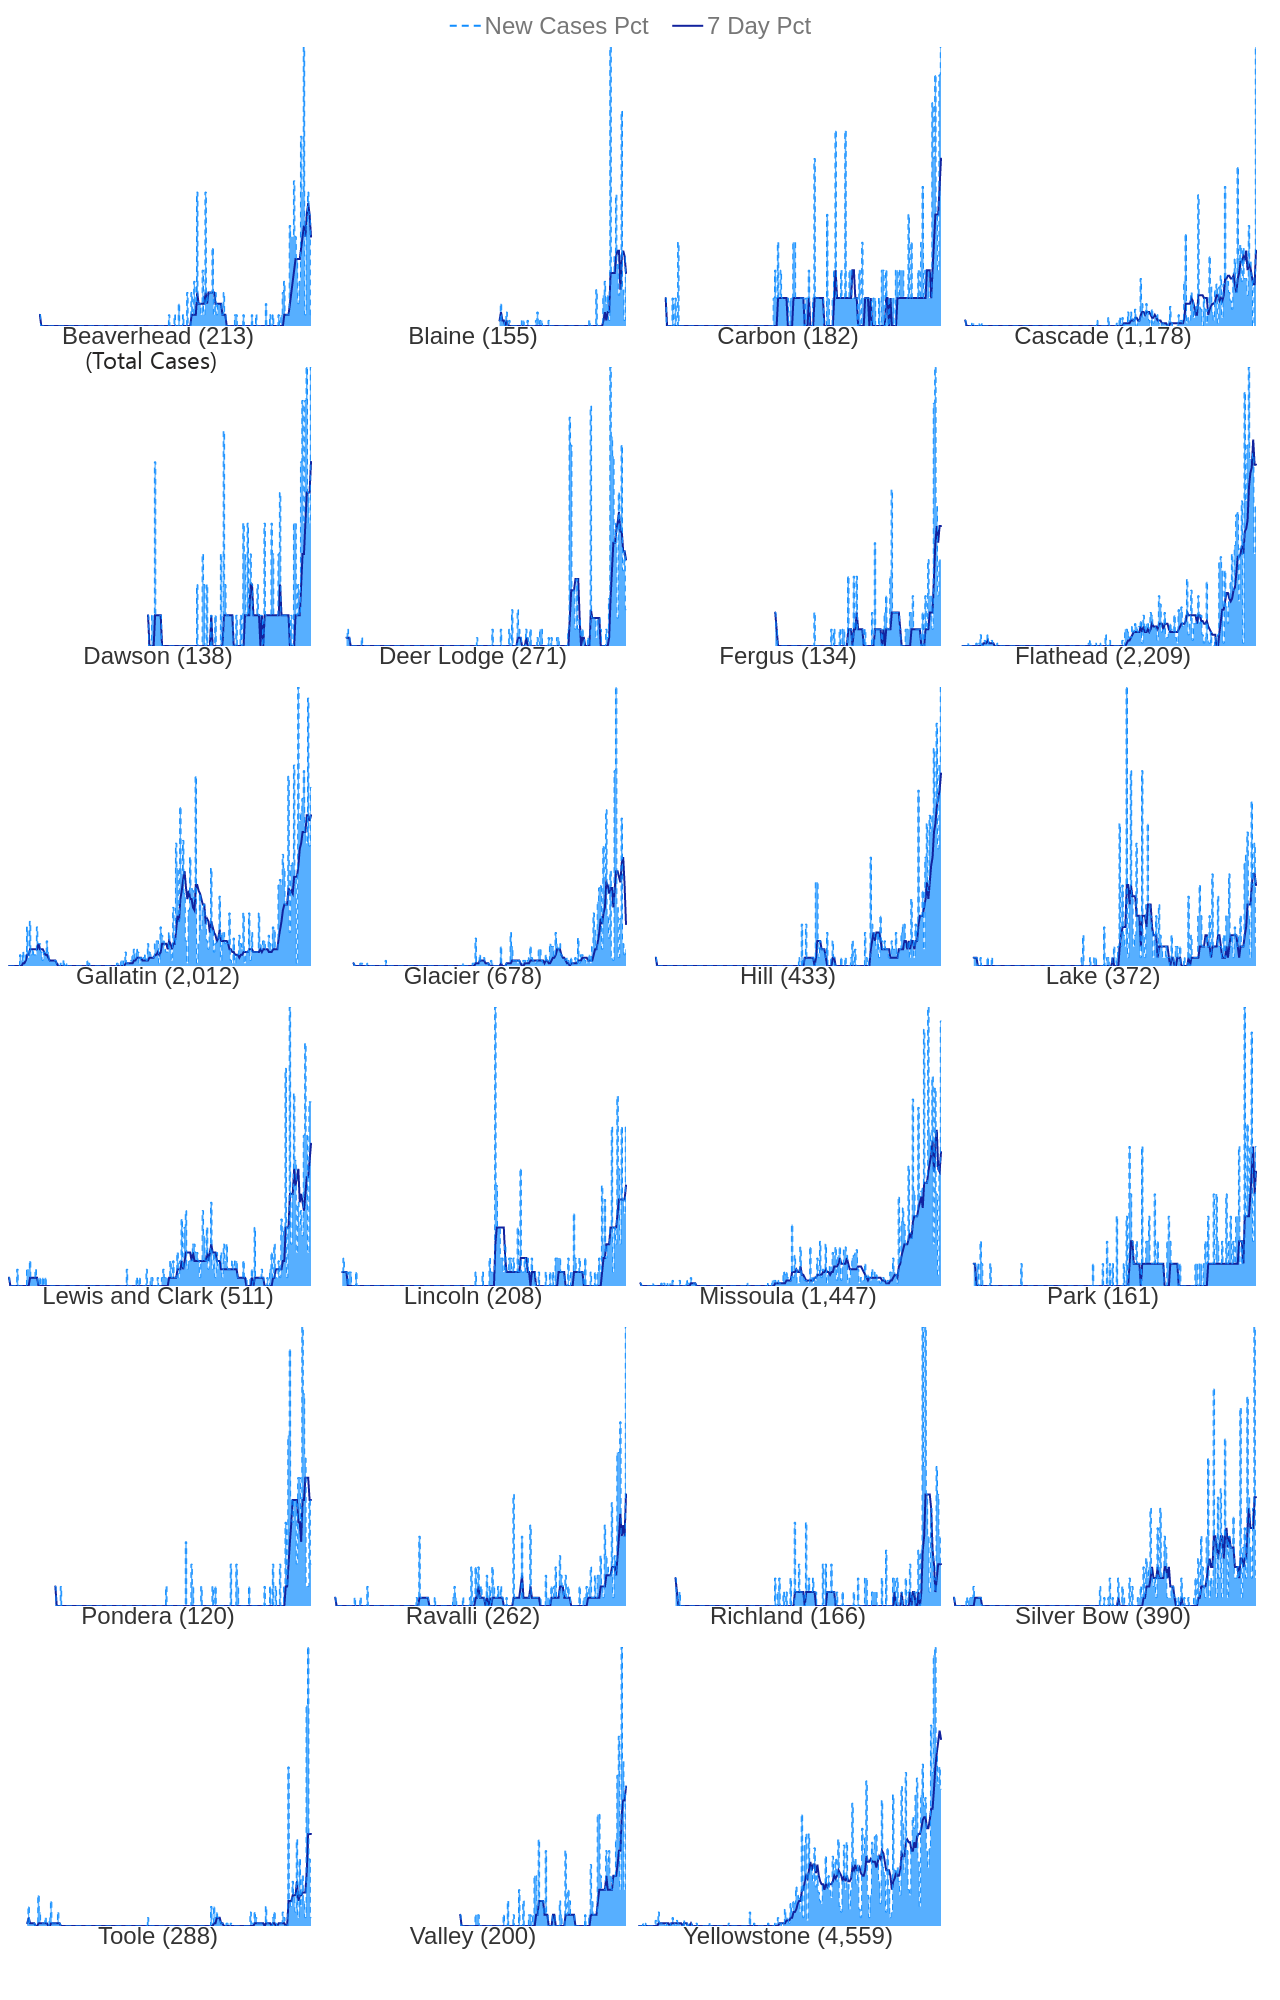 New Cases Pct 7 Day Pct
Beaverhead (213) Blaine (155) Carbon (182) Cascade (1,178)
(Total Cases)
Dawson (138) Deer Lodge (271) Fergus (134) Flathead (2,209)
Gallatin (2,012) Glacier (678) Hill (433) Lake (372)
Lewis and Clark (511) Lincoln (208) Missoula (1,447) Park (161)
Pondera (120) Ravalli (262) Richland (166) Silver Bow (390)
Toole (288) Valley (200) Yellowstone (4,559)